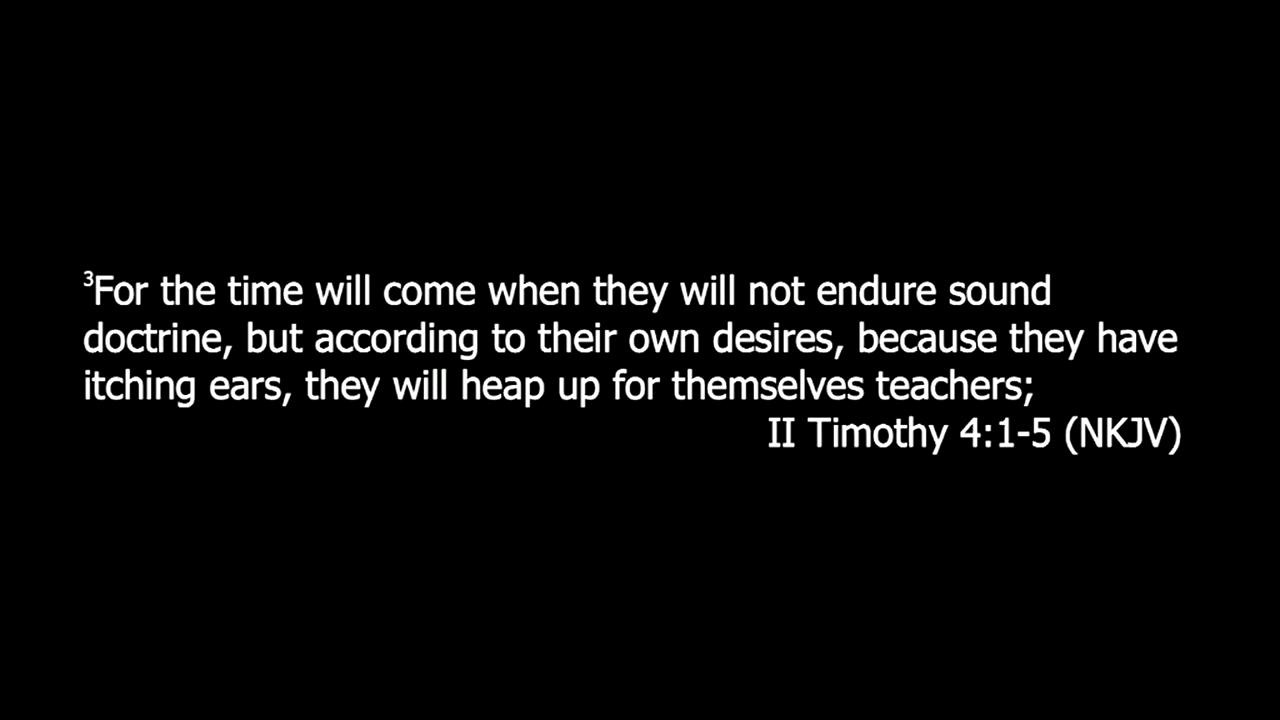 ³For the time will come when they will not endure sound
doctrine, but according to their own desires, because they have
itching ears, they will heap up for themselves teachers;
II Timothy 4:1-5 (NKJV)